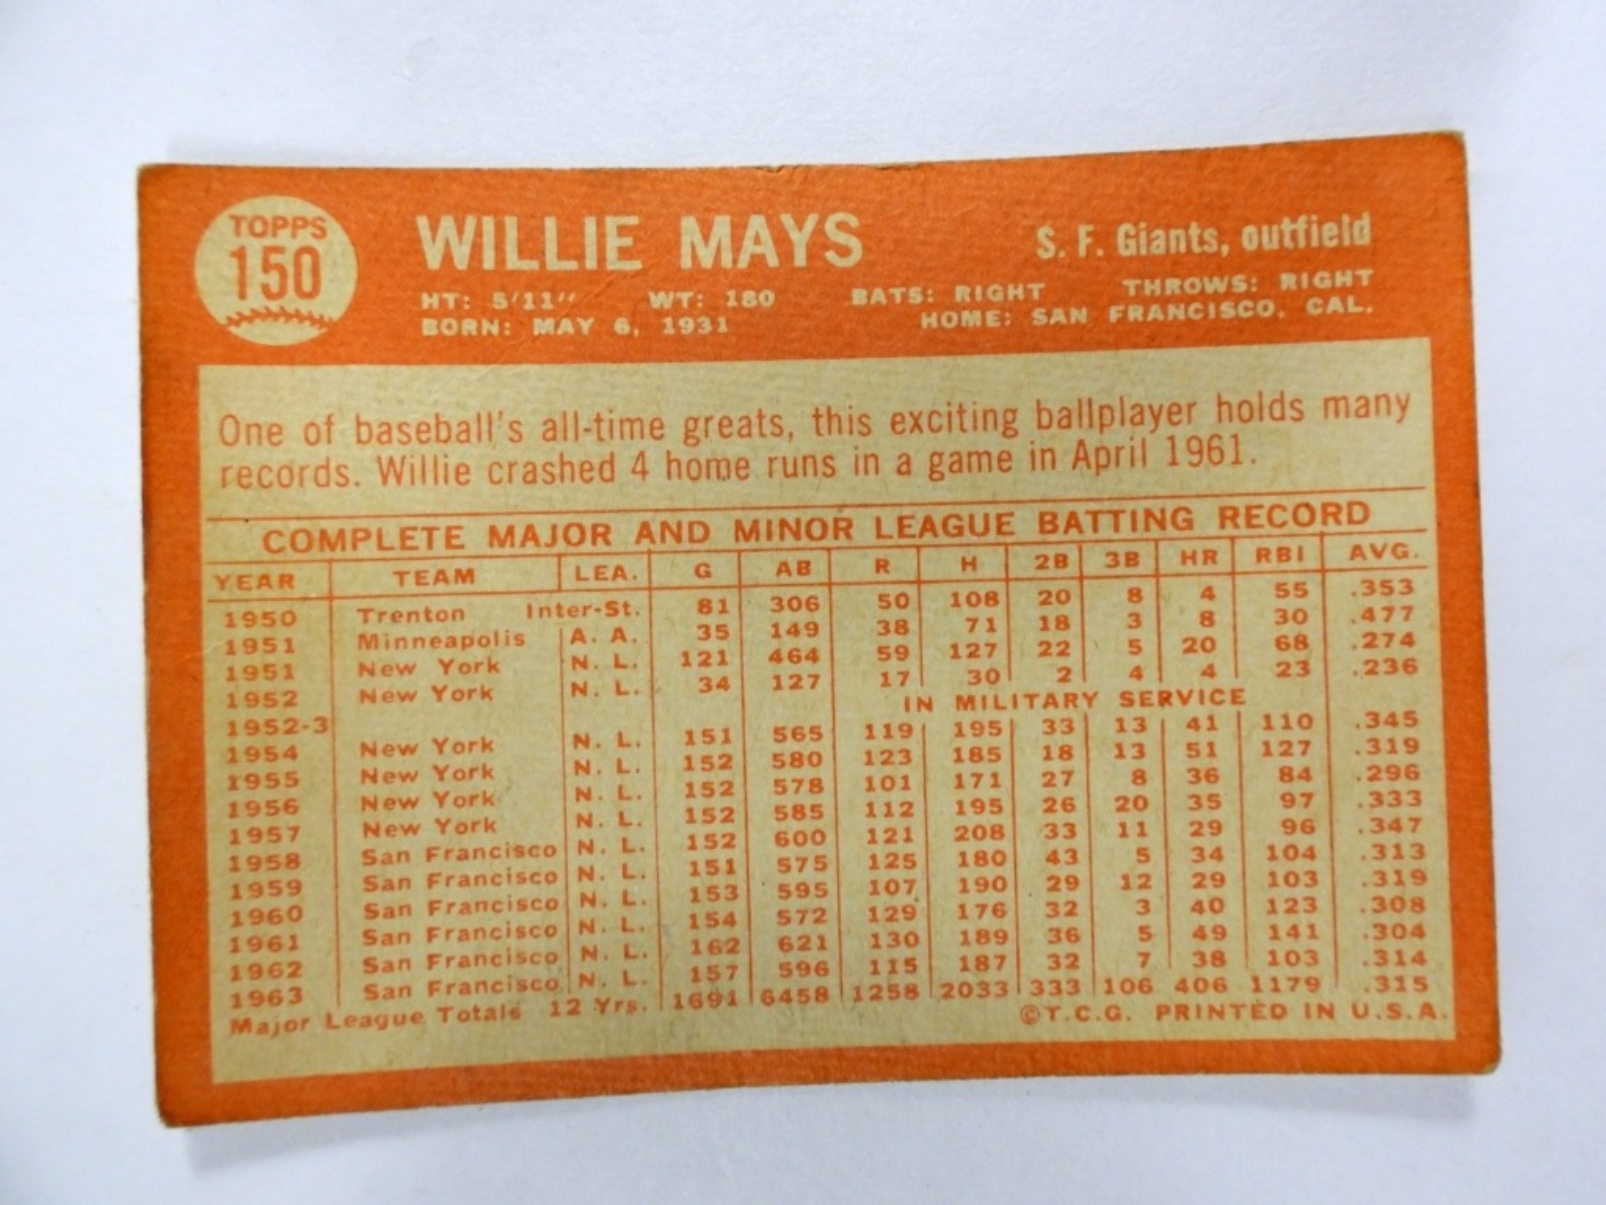 TOPPS
150
WILLIE MAYS
S. F. Giants, outfield
HT: 5'11" WT: 180 BATS: RIGHT THROWS: RIGHT
BORN: MAY 6, 1931 HOME: SAN FRANCISCO, CAL.
One of baseball's all-time greats, this exciting ballplayer holds many
records. Willie crashed 4 home runs in a game in April 1961.
COMPLETE MAJOR AND MINOR LEAGUE BATTING RECORD
YEAR TEAM LEA. G AB R H 2B 3B HR RBI AVG.
1950 Trenton Inter-St. 81 306 50 108 20 8 4 55 .353
1951 Minneapolis A. A. 35 149 38 71 18 3 8 30 .477
1951 New York N. L. 121 464 59 127 22 5 20 68 .274
1952 New York N. L. 34 127 17 30 2 4 4 23 .236
1952-3 IN MILITARY SERVICE
1954 New York N. L. 151 565 119 195 33 13 41 110 .345
1955 New York N. L. 152 580 123 185 18 13 51 127 .319
1956 New York N. L. 152 578 101 171 27 8 36 84 .296
1957 New York N. L. 152 585 112 195 26 20 35 97 .333
1958 San Francisco N. L. 152 600 121 208 33 11 29 96 .347
1959 San Francisco N. L. 151 575 125 180 43 5 34 104 .313
1960 San Francisco N. L. 153 595 107 190 29 12 29 103 .319
1961 San Francisco N. L. 154 572 129 176 32 3 40 123 .308
1962 San Francisco N. L. 162 621 130 189 36 5 49 141 .304
1963 San Francisco N. L. 157 596 115 187 32 7 38 103 .314
Major League Totals 12 Yrs. 1691 6458 1258 2033 333 106 406 1179 .315
©T.C.G. PRINTED IN U.S.A.